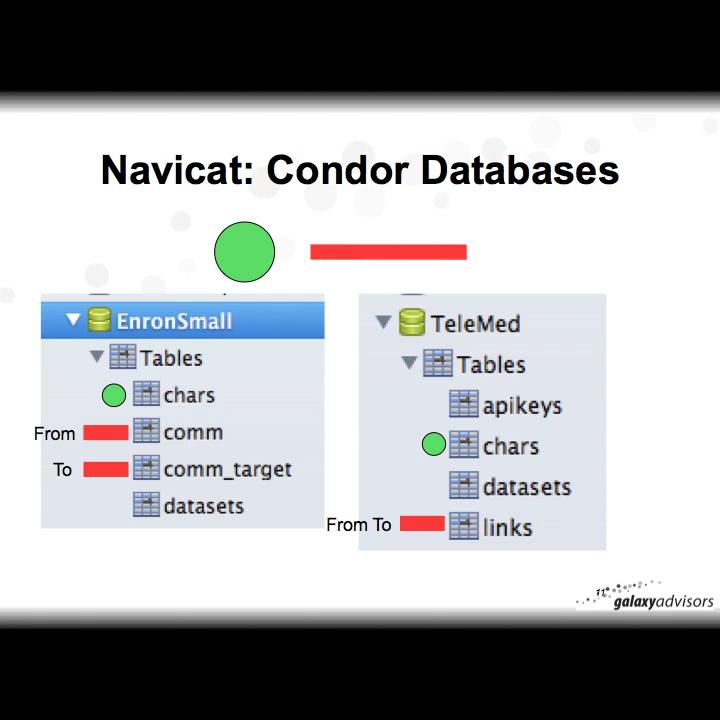 Navicat: Condor Databases
EnronSmall
Tables
chars
From comm
To comm_target
datasets
TeleMed
Tables
apikeys
chars
datasets
From To links
11
galaxyadvisors